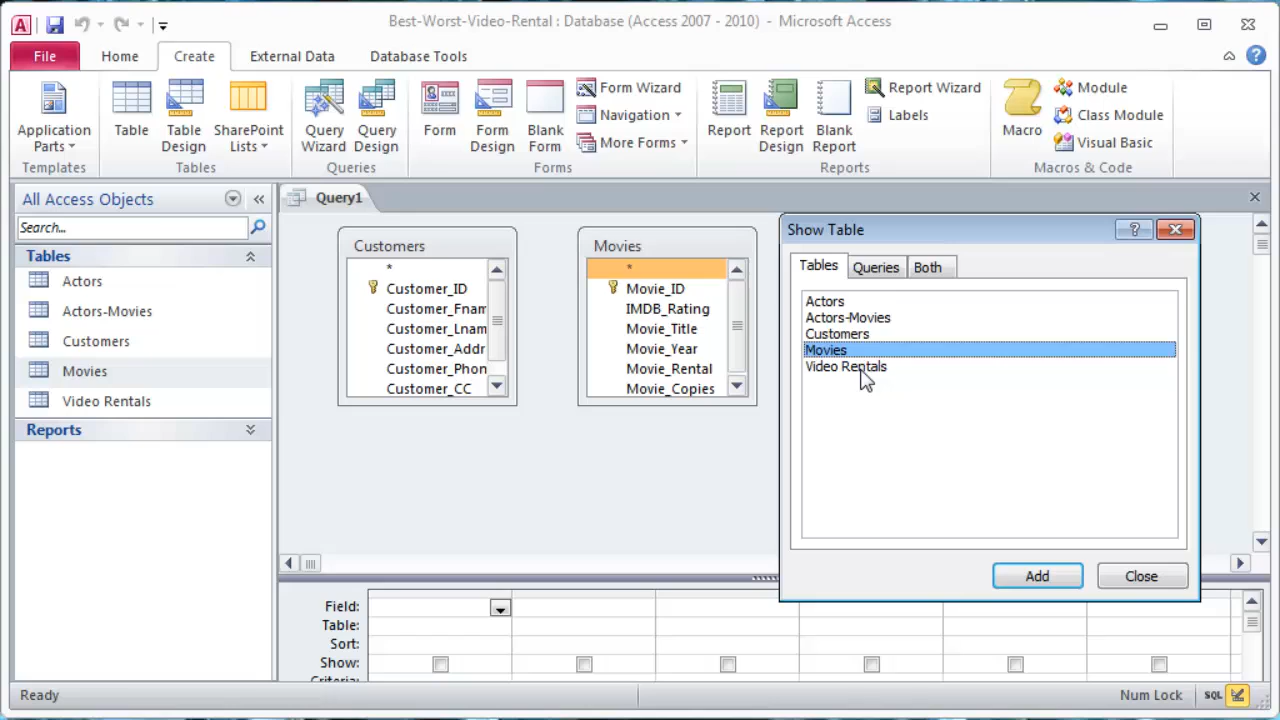 Best-Worst-Video-Rental : Database (Access 2007 - 2010) - Microsoft Access
File Home Create External Data Database Tools
Application Parts
Templates
Table
Table Design
SharePoint Lists
Tables
Query Wizard
Query Design
Queries
Form
Form Design
Blank Form
Form Wizard
Navigation
More Forms
Forms
Report
Report Design
Blank Report
Report Wizard
Labels
Reports
Macro
Module
Class Module
Visual Basic
Macros & Code
All Access Objects
Search...
Tables
Actors
Actors-Movies
Customers
Movies
Video Rentals
Reports
Query1
Customers
*
Customer_ID
Customer_Fnam
Customer_Lnam
Customer_Addr
Customer_Phon
Customer_CC
Movies
*
Movie_ID
IMDB_Rating
Movie_Title
Movie_Year
Movie_Rental
Movie_Copies
Show Table
Tables Queries Both
Actors
Actors-Movies
Customers
Movies
Video Rentals
Add Close
Field:
Table:
Sort:
Show:
Criteria:
Ready Num Lock SQL